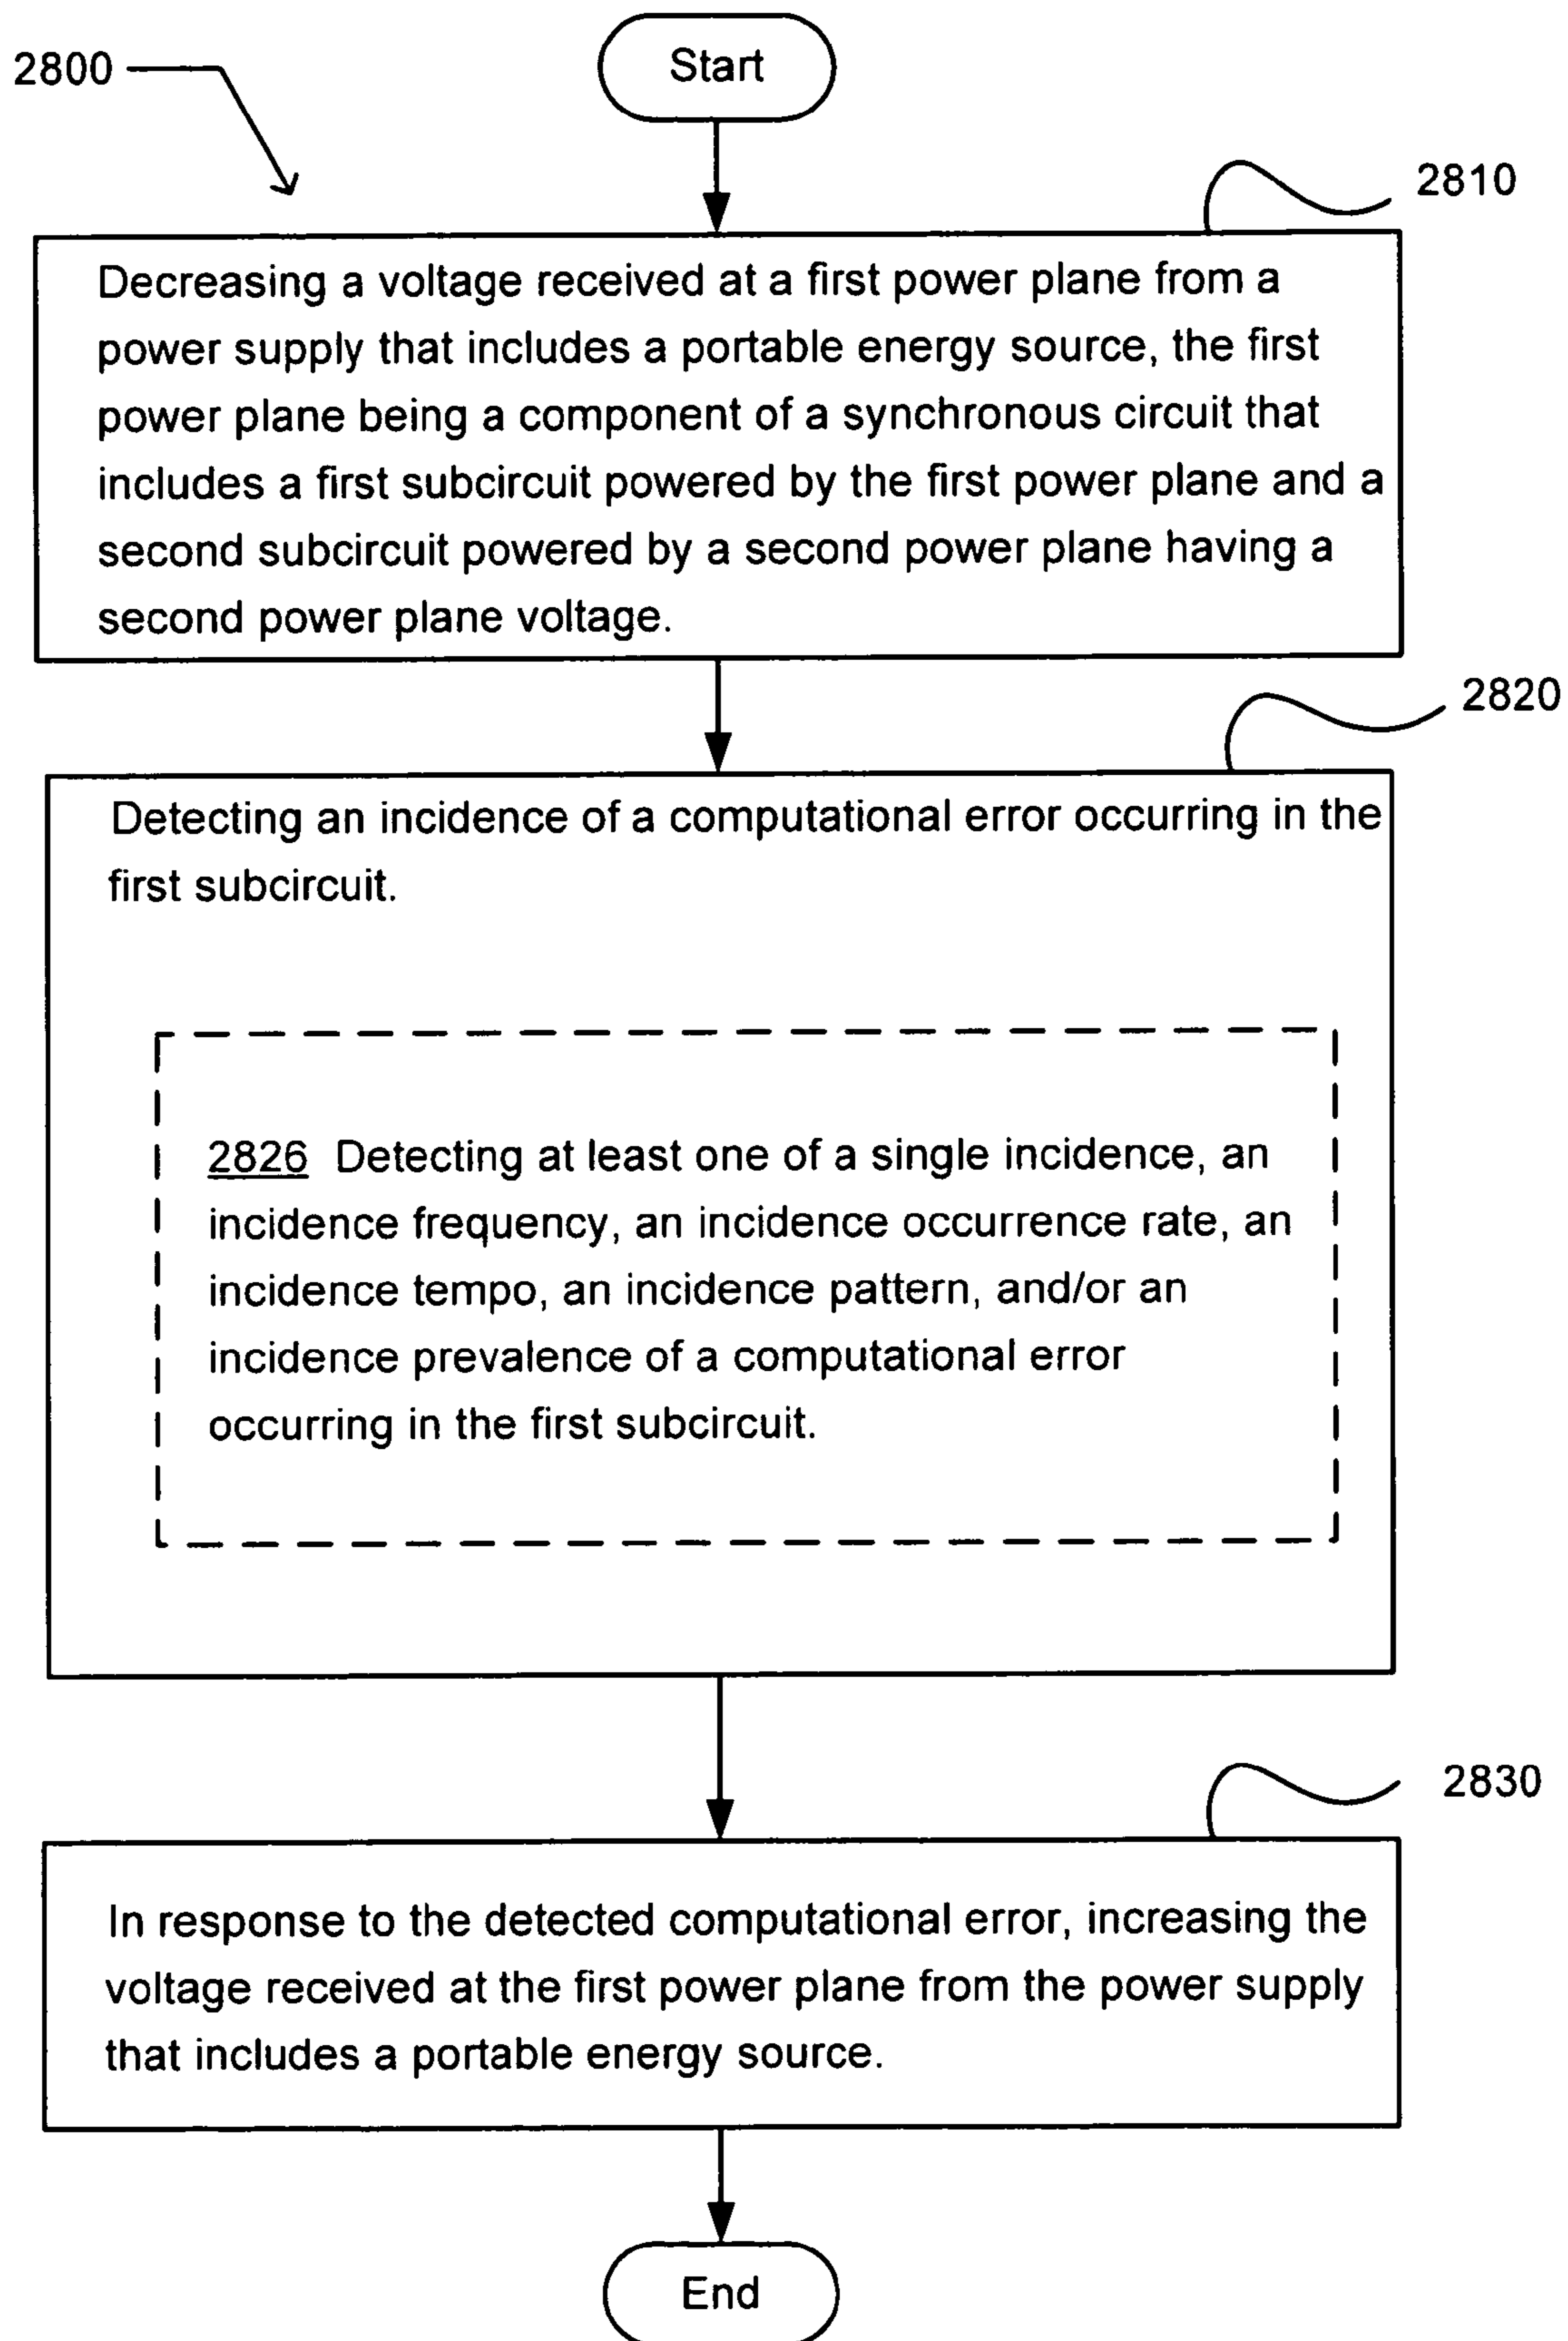 2800
Start
2810
Decreasing a voltage received at a first power plane from a
power supply that includes a portable energy source, the first
power plane being a component of a synchronous circuit that
includes a first subcircuit powered by the first power plane and a
second subcircuit powered by a second power plane having a
second power plane voltage.
2820
Detecting an incidence of a computational error occurring in the
first subcircuit.
2826 Detecting at least one of a single incidence, an
incidence frequency, an incidence occurrence rate, an
incidence tempo, an incidence pattern, and/or an
incidence prevalence of a computational error
occurring in the first subcircuit.
2830
In response to the detected computational error, increasing the
voltage received at the first power plane from the power supply
that includes a portable energy source.
End